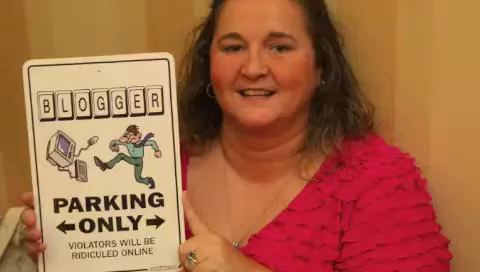 BLOGGER
PARKING
ONLY
VIOLATORS WILL BE
RIDICULED ONLINE